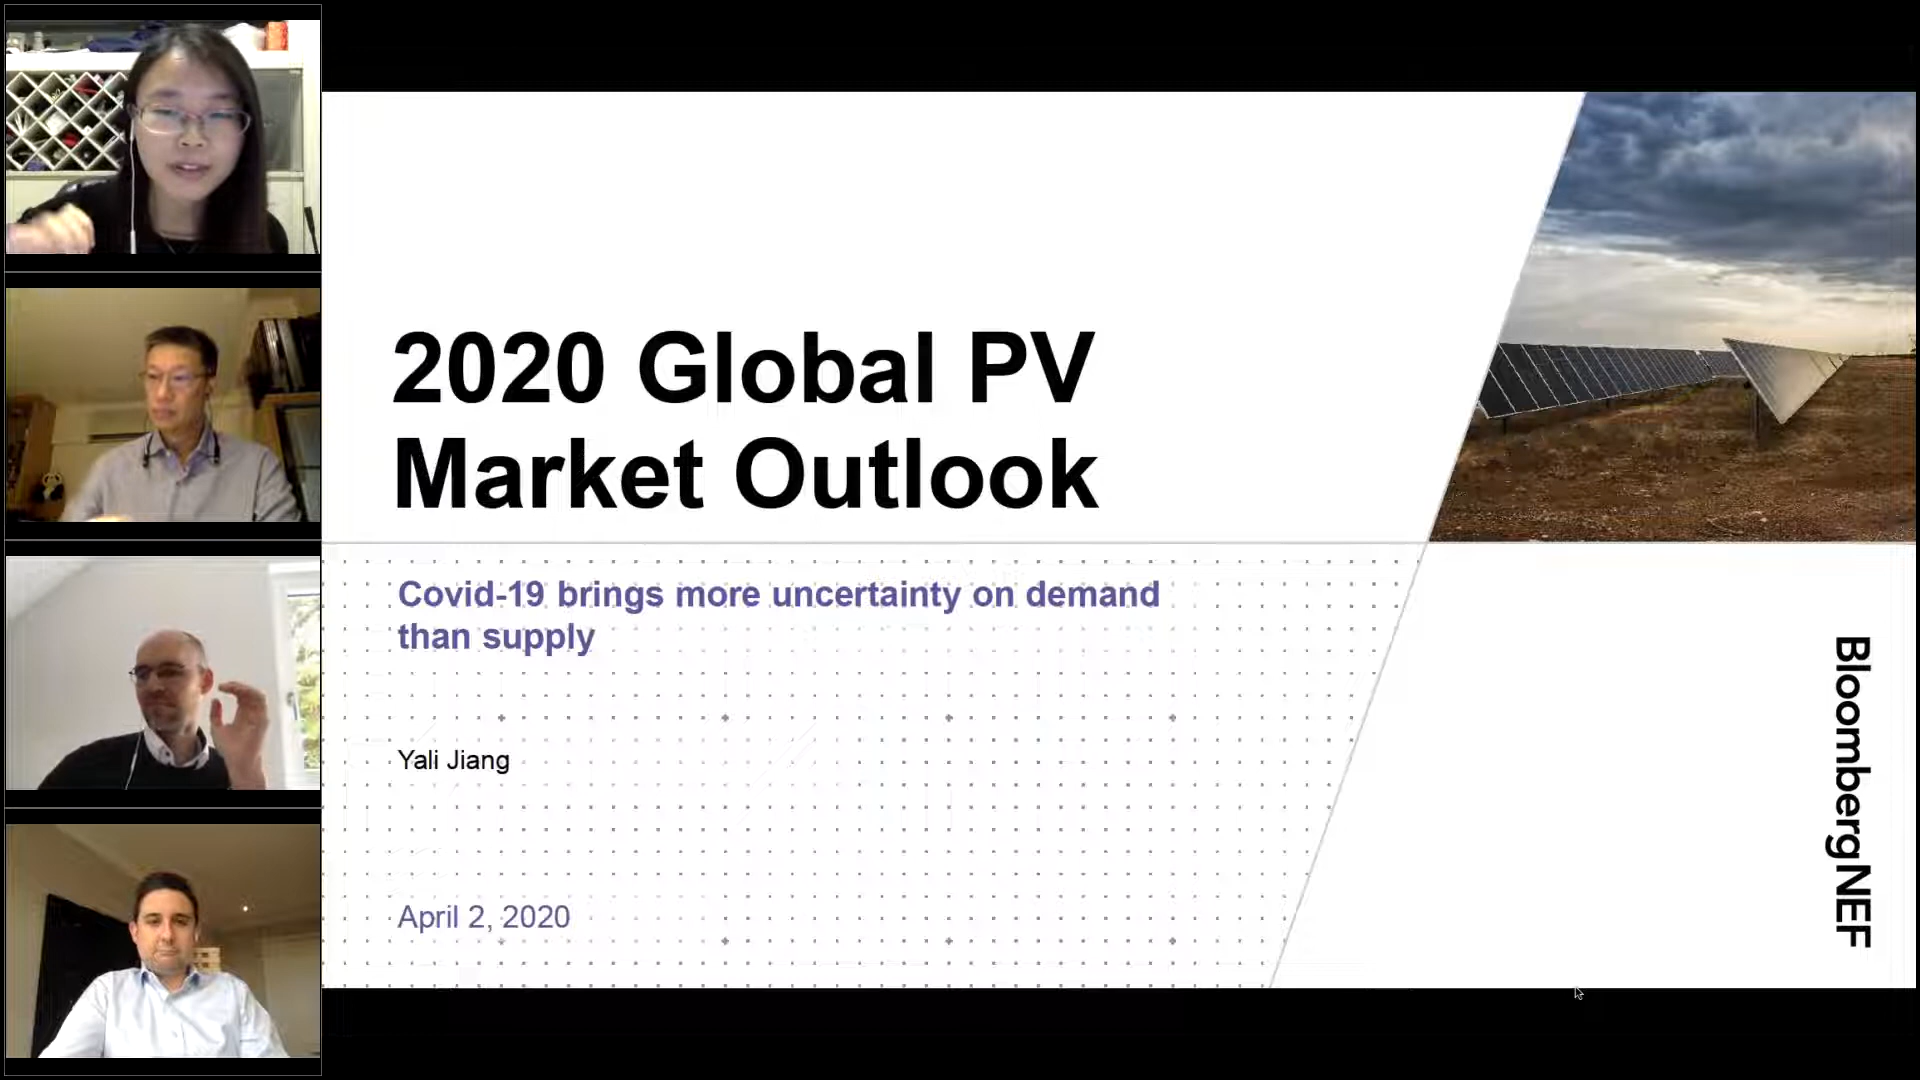 2020 Global PV
Market Outlook
Covid-19 brings more uncertainty on demand
than supply
Yali Jiang
April 2, 2020
BloombergNEF